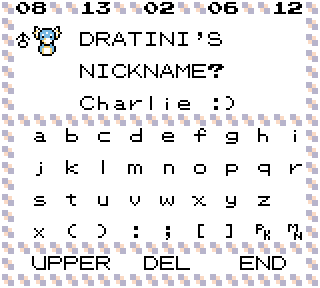 08 13 02 06 12
♂ DRATINI'S
NICKNAME?
Charlie :)
a b c d e f g h i
j k l m n o p q r
s t u v w x y z
× ( ) : ; [ ] PK MN
UPPER DEL END